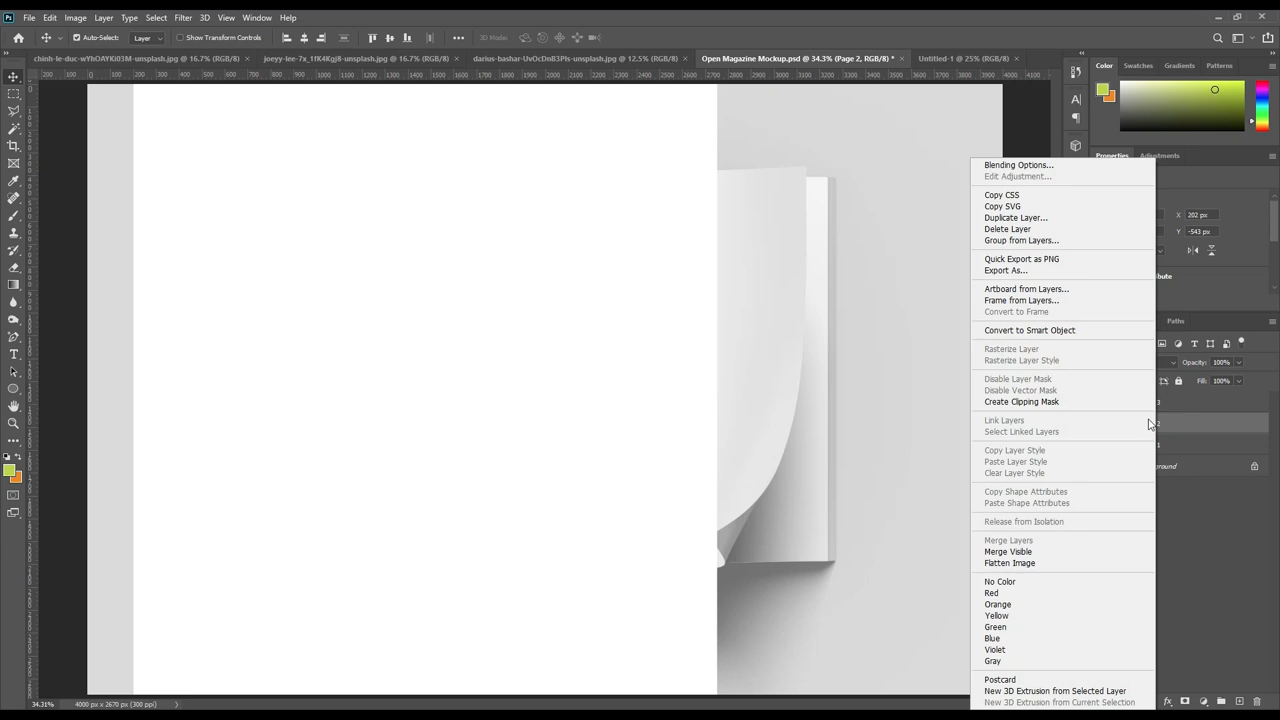 Ps File Edit Image Layer Type Select Filter 3D View Window Help
Auto-Select: Layer Show Transform Controls 3D Mode:
chinh-le-duc-wYhOAYKi03M-unsplash.jpg @ 16.7% (RGB/8) × joeyy-lee-7x_1fK4Kgj8-unsplash.jpg @ 16.7% (RGB/8) × darius-bashar-UvOcDnB3PIs-unsplash.jpg @ 12.5% (RGB/8) × Open Magazine Mockup.psd @ 34.3% (Page 2, RGB/8) * × Untitled-1 @ 25% (RGB/8) ×
Color Swatches Gradients Patterns
Properties Adjustments
Blending Options...
Edit Adjustment...
Copy CSS
Copy SVG
X 202 px
Duplicate Layer...
Delete Layer
Y -543 px
Group from Layers...
Quick Export as PNG
Export As...
Artboard from Layers...
Frame from Layers...
Convert to Frame
Paths
Convert to Smart Object
Rasterize Layer
Rasterize Layer Style
Opacity: 100%
Disable Layer Mask
Fill: 100%
Disable Vector Mask
Create Clipping Mask
3
Link Layers
2
Select Linked Layers
1
Copy Layer Style
Paste Layer Style
Clear Layer Style
Copy Shape Attributes
Paste Shape Attributes
Release from Isolation
Merge Layers
Merge Visible
Flatten Image
No Color
Red
Orange
Yellow
Green
Blue
Violet
Gray
Postcard
New 3D Extrusion from Selected Layer
New 3D Extrusion from Current Selection
34.31% 4000 px x 2670 px (300 ppi)